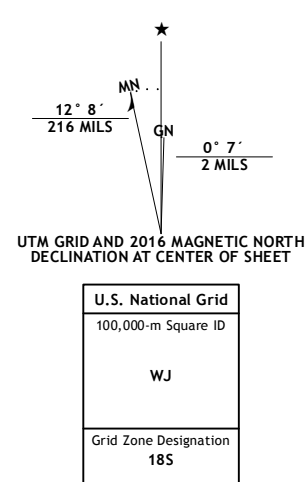 ★
MN
12° 8´
216 MILS
GN
0° 7´
2 MILS
UTM GRID AND 2016 MAGNETIC NORTH
DECLINATION AT CENTER OF SHEET
U.S. National Grid
100,000-m Square ID
WJ
Grid Zone Designation
18S